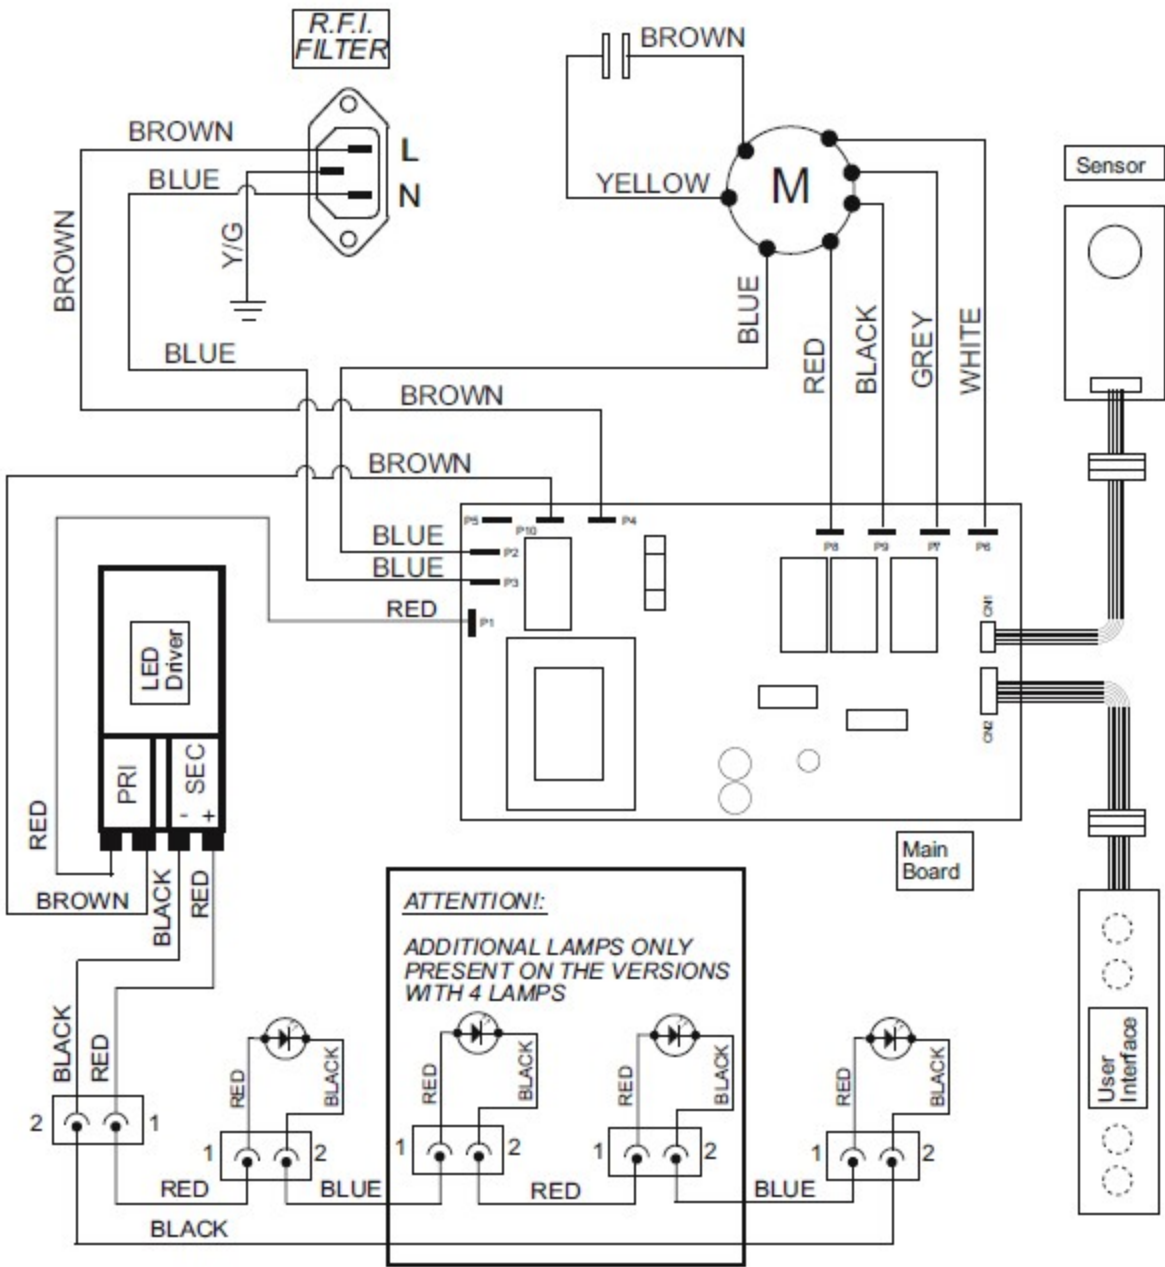 R.F.I.
FILTER
BROWN
BROWN
L
BLUE
YELLOW
M
Sensor
N
BROWN
Y/G
BLUE
BLUE
RED
BLACK
GREY
WHITE
BROWN
BROWN
P5
P10
P4
BLUE
P2
P8
P9
P7
P6
BLUE
P3
RED
P1
CN1
LED
Driver
CN2
PRI
SEC
- +
RED
Main
Board
BROWN
BLACK
RED
ATTENTION!:
ADDITIONAL LAMPS ONLY
PRESENT ON THE VERSIONS
WITH 4 LAMPS
BLACK
RED
RED
BLACK
RED
BLACK
RED
BLACK
RED
BLACK
User
Interface
2
1
1
2
1
2
1
2
1
2
RED
BLUE
RED
BLUE
BLACK